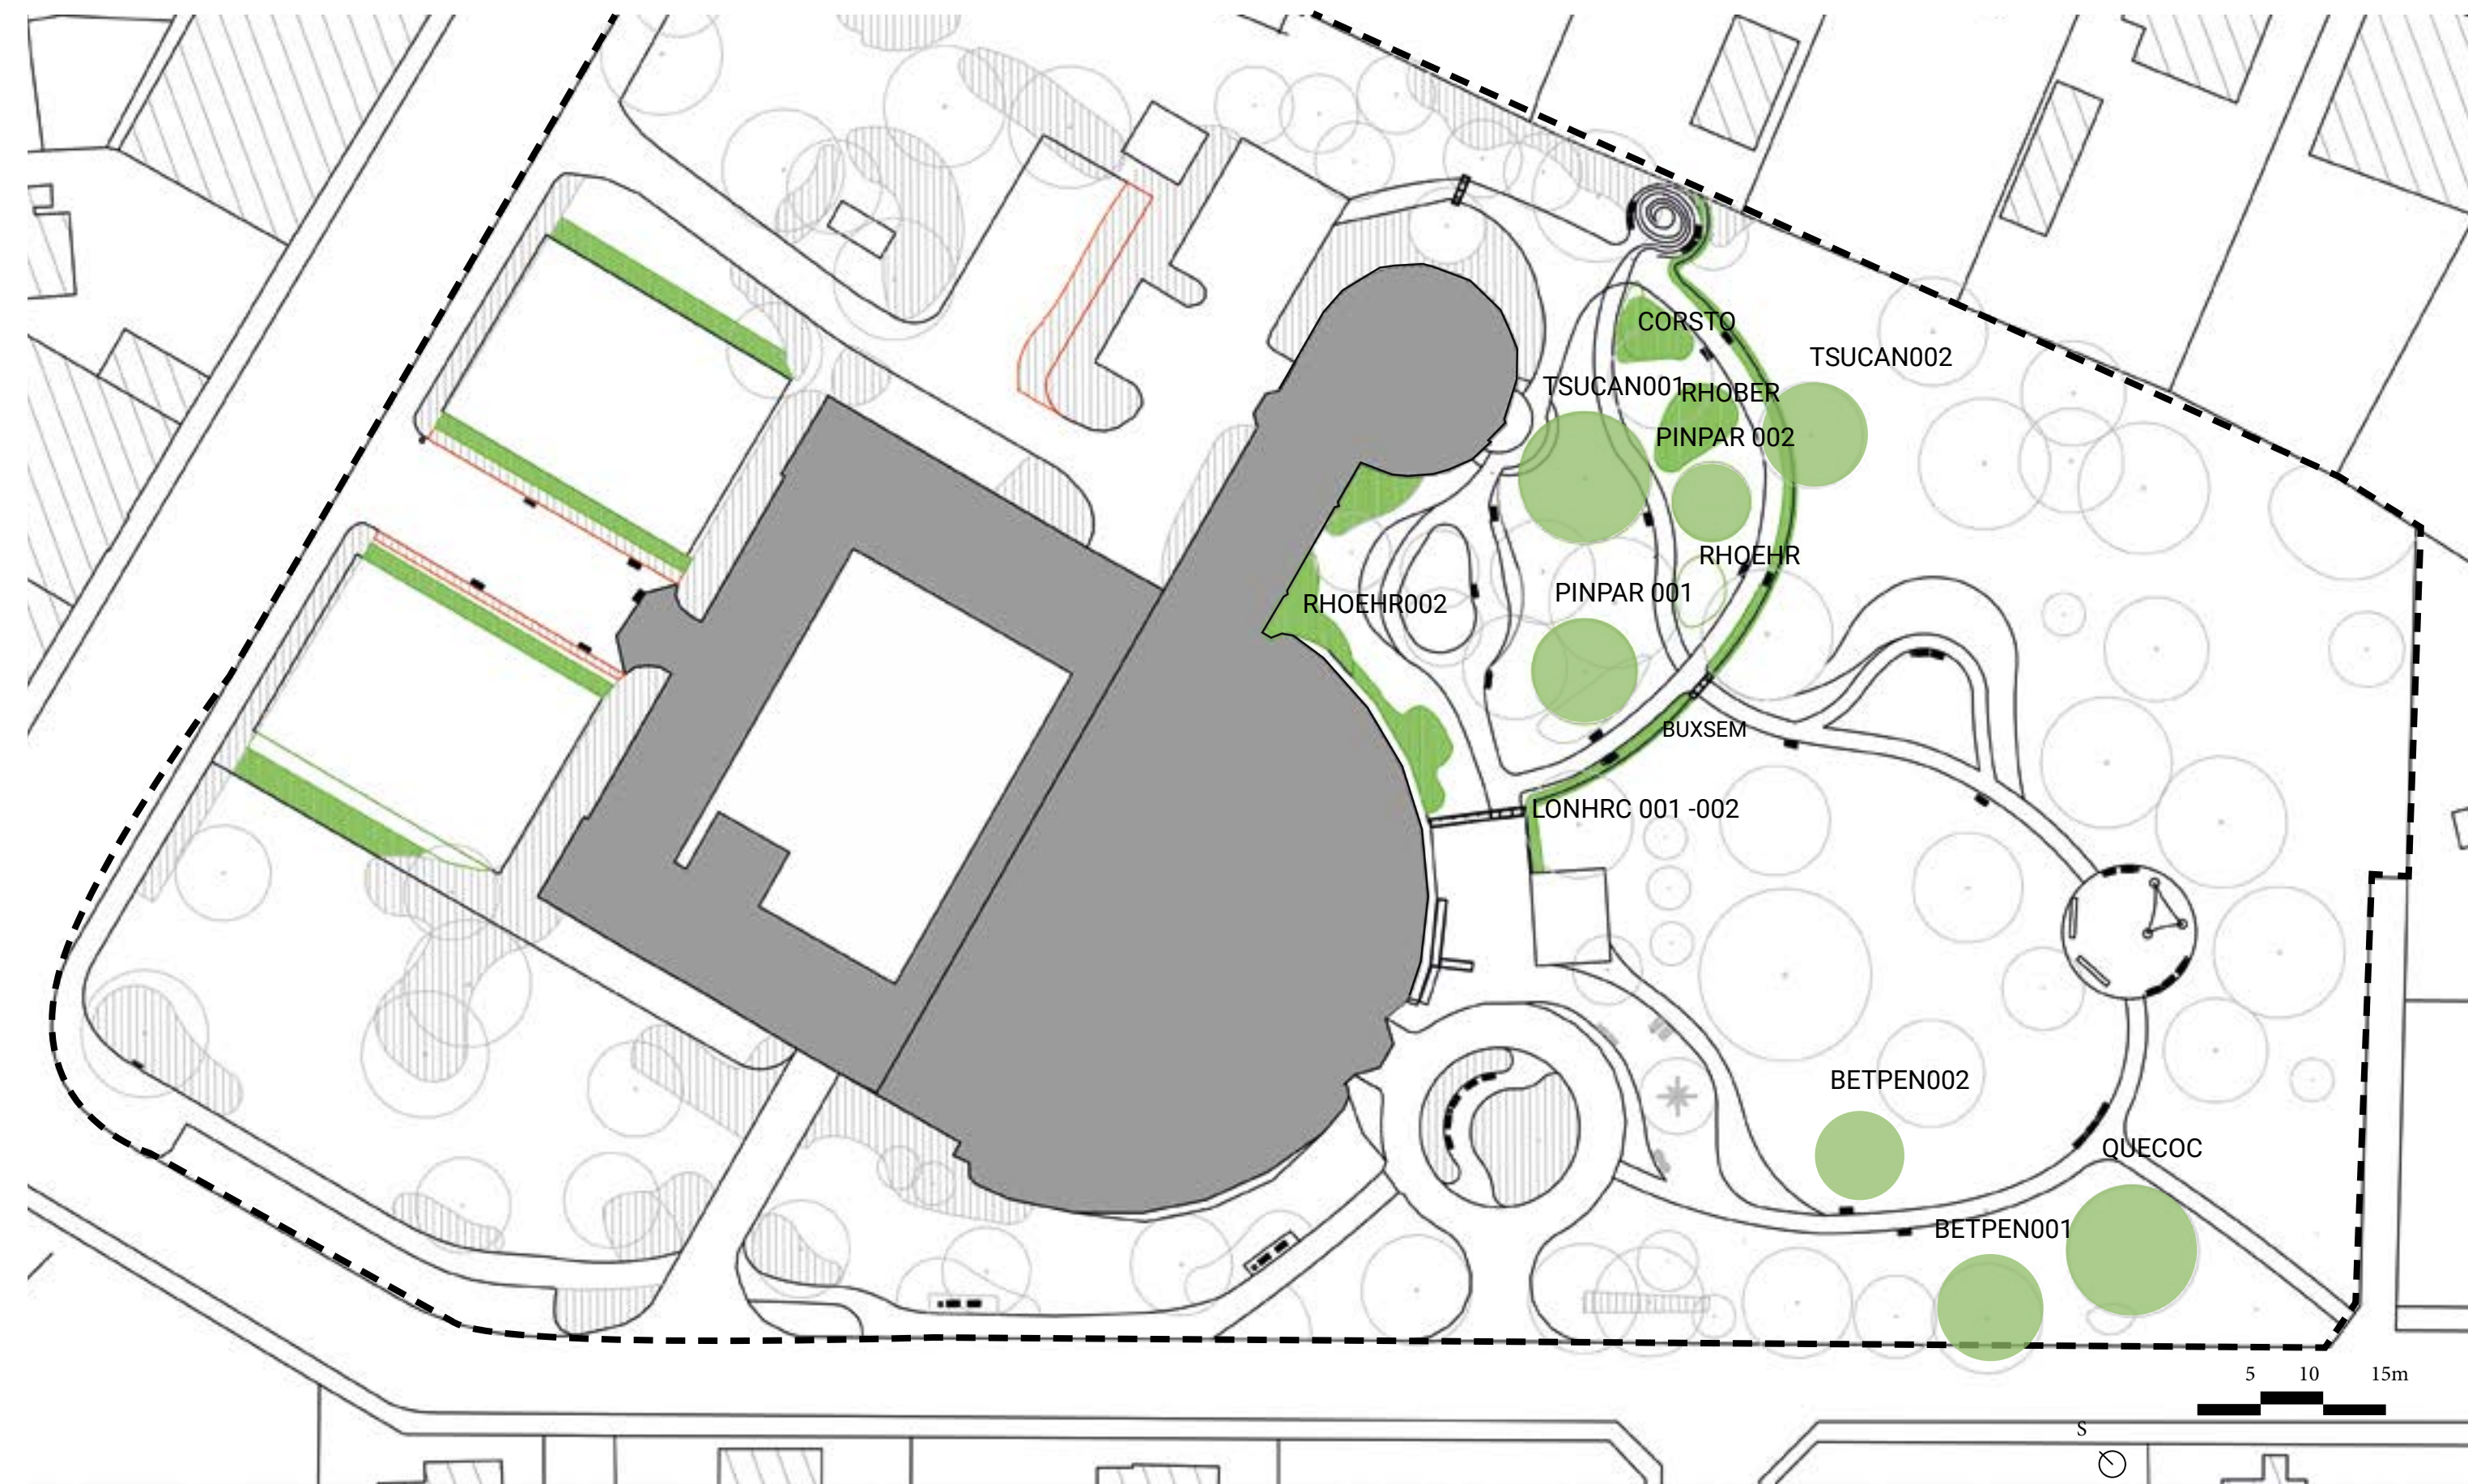 CORSTO
TSUCAN002
TSUCAN001
RHOBER
PINPAR 002
RHOEHR
PINPAR 001
RHOEHR002
BUXSEM
LONHRC 001 -002
BETPEN002
QUECOC
BETPEN001
5 10 15m
S